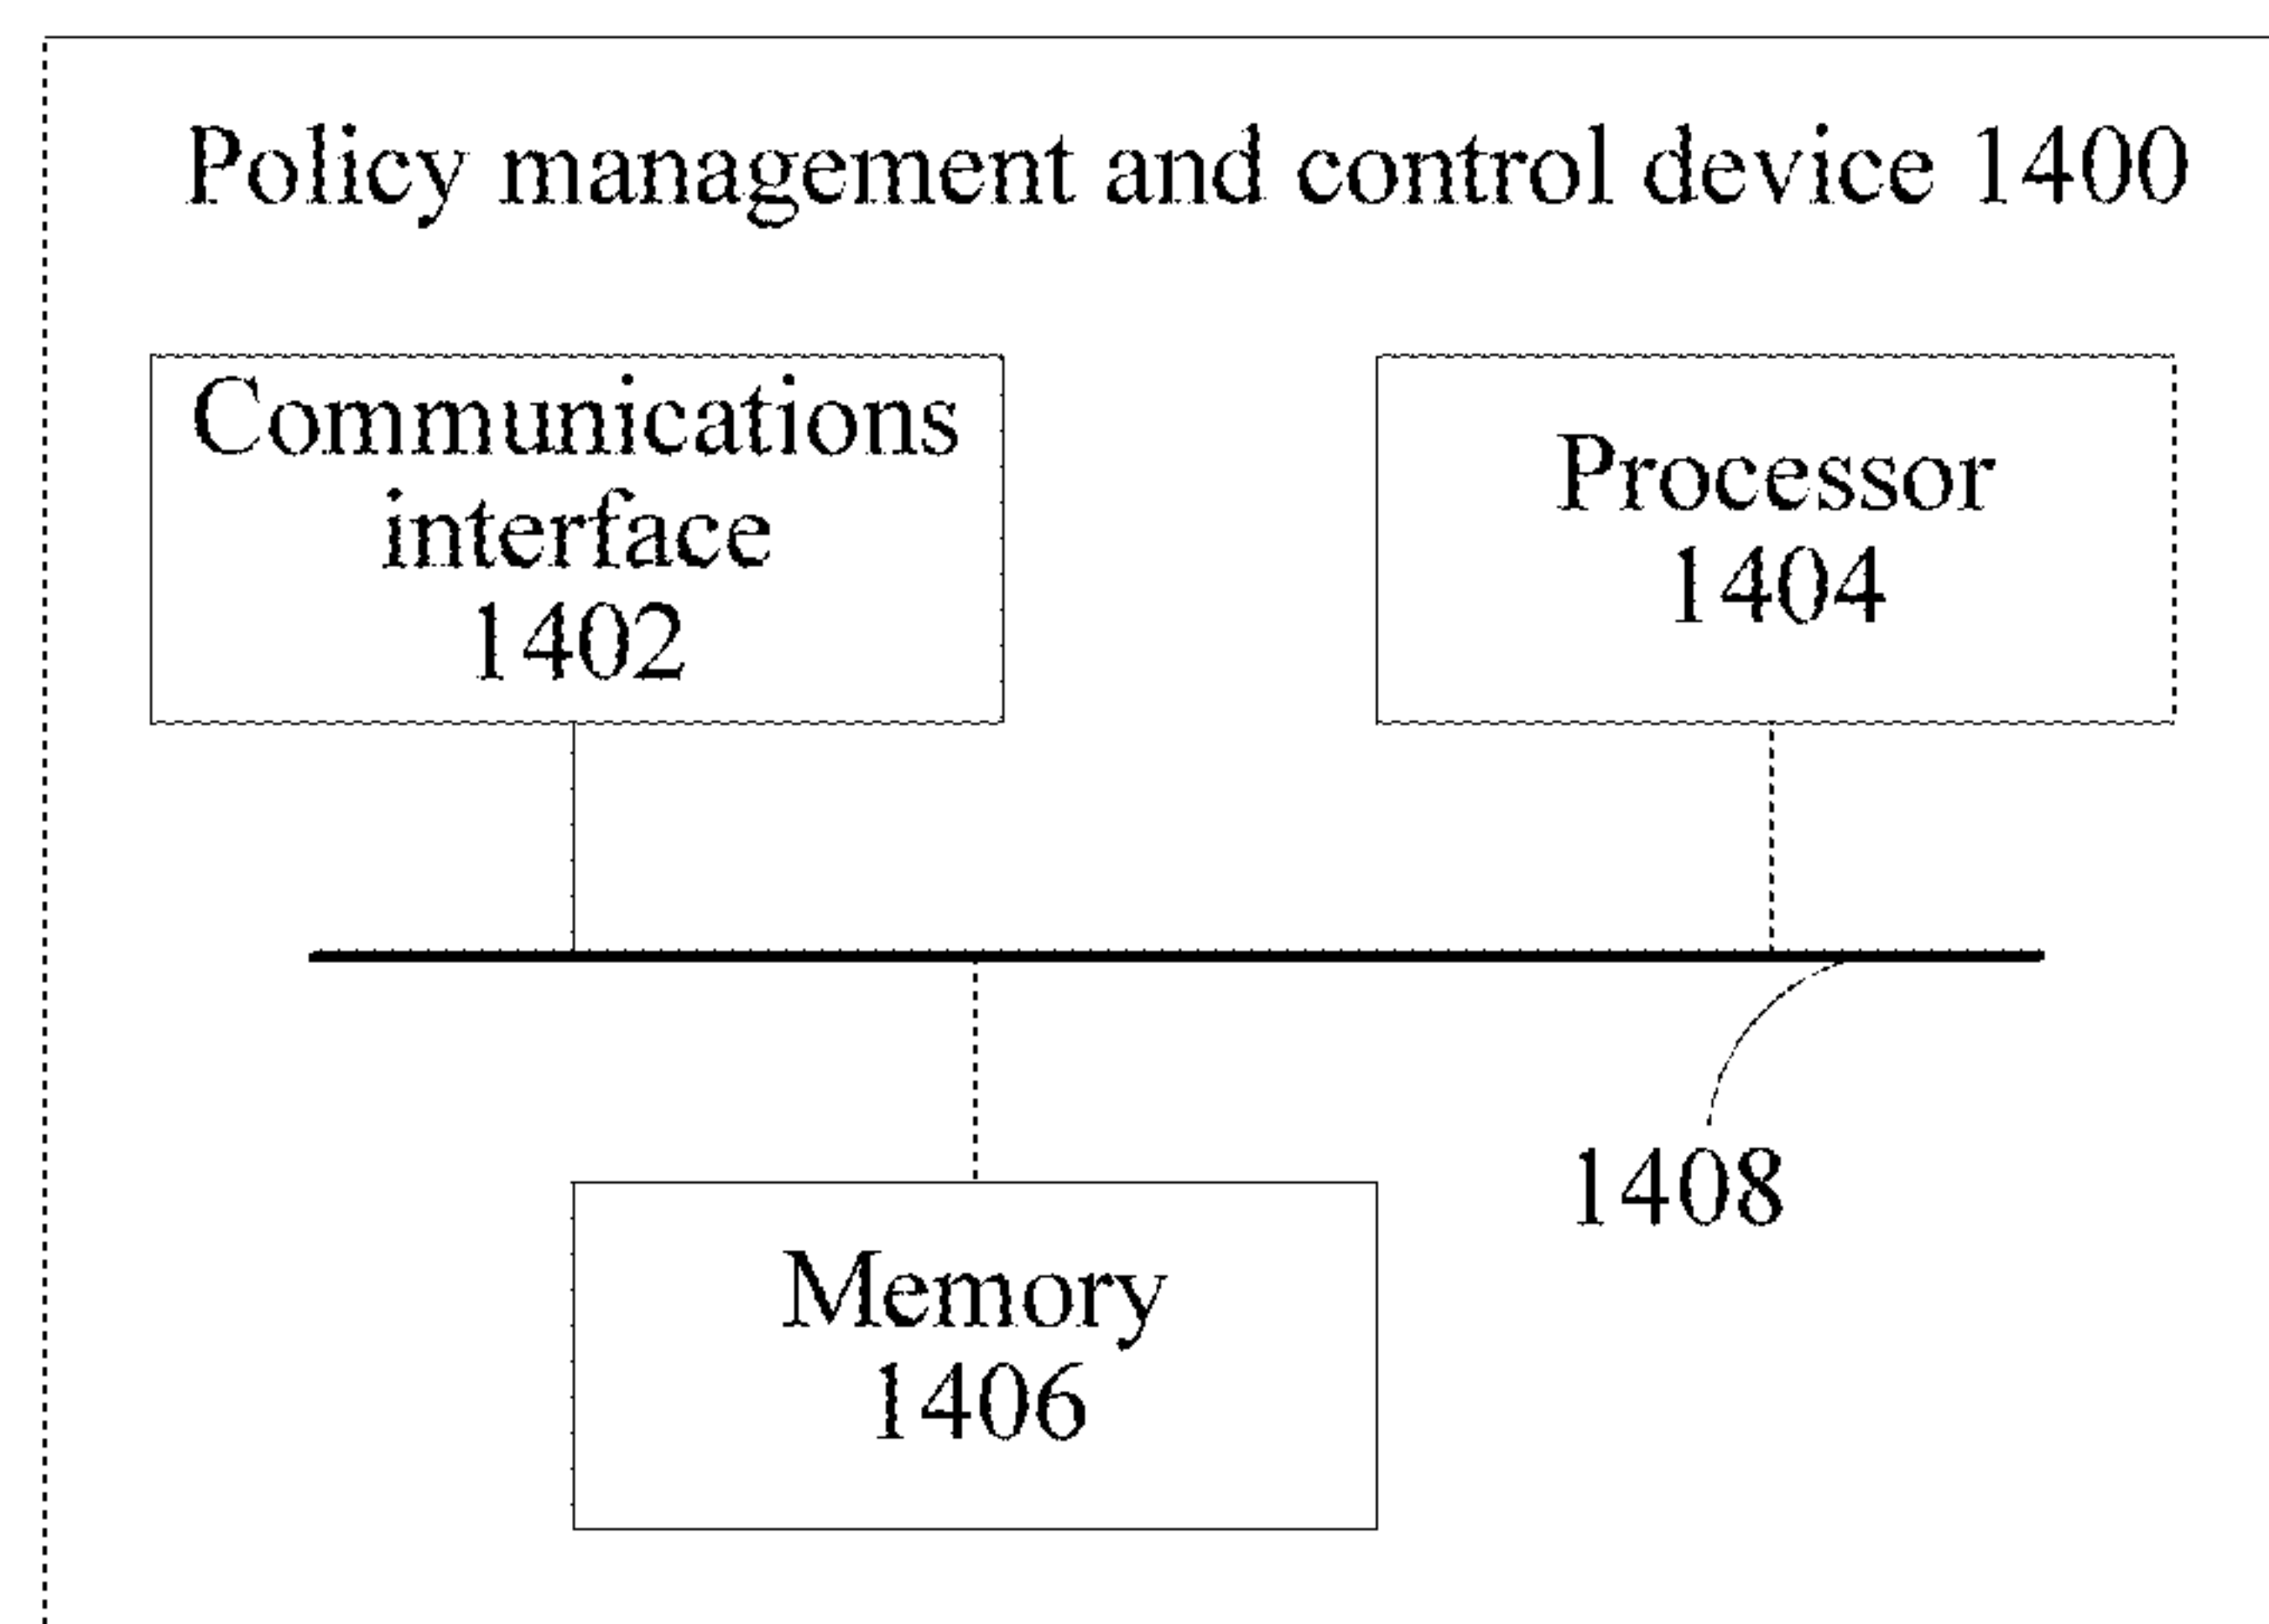 Policy management and control device 1400
Communications
interface
1402
Processor
1404
1408
Memory
1406